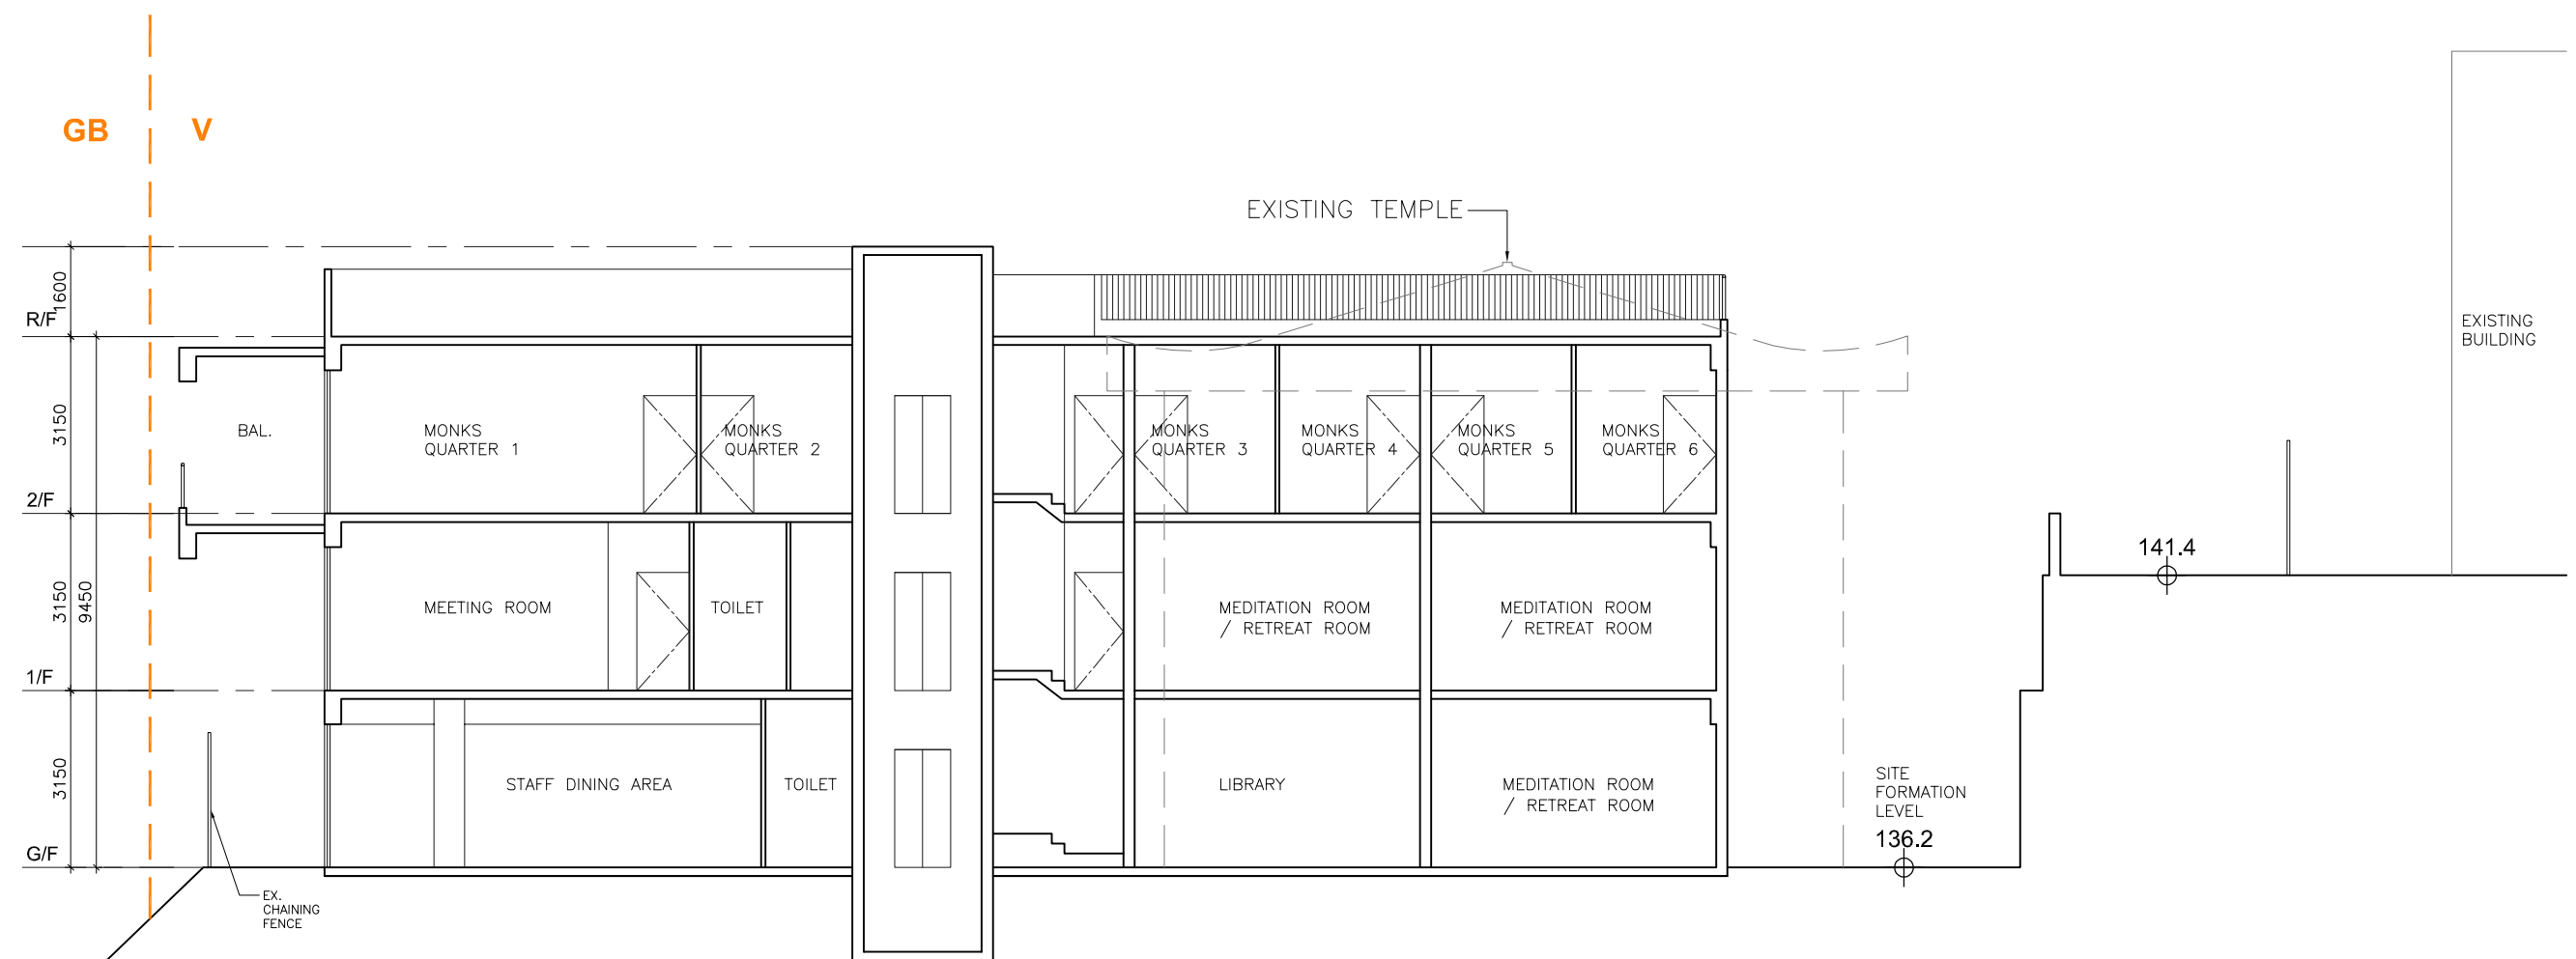 GB
V
EXISTING TEMPLE
1600
R/F
EXISTING
BUILDING
3150
BAL.
MONKS
QUARTER 1
MONKS
QUARTER 2
MONKS
QUARTER 3
MONKS
QUARTER 4
MONKS
QUARTER 5
MONKS
QUARTER 6
2/F
141.4
3150
9450
MEETING ROOM
TOILET
MEDITATION ROOM
/ RETREAT ROOM
MEDITATION ROOM
/ RETREAT ROOM
1/F
3150
STAFF DINING AREA
TOILET
LIBRARY
MEDITATION ROOM
/ RETREAT ROOM
SITE
FORMATION
LEVEL
136.2
G/F
EX.
CHAINING
FENCE